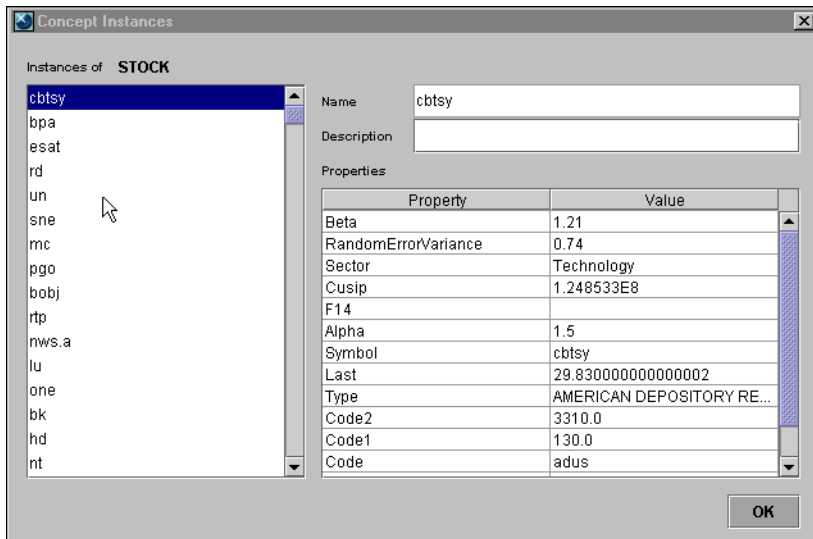 Concept Instances
Instances of STOCK
cbtsy
bpa
esat
rd
un
sne
mc
pgo
bobj
rtp
nws.a
lu
one
bk
hd
nt
Name cbtsy
Description
Properties
Property Value
Beta 1.21
RandomErrorVariance 0.74
Sector Technology
Cusip 1.248533E8
F14
Alpha 1.5
Symbol cbtsy
Last 29.830000000000002
Type AMERICAN DEPOSITORY RE...
Code2 3310.0
Code1 130.0
Code adus
OK